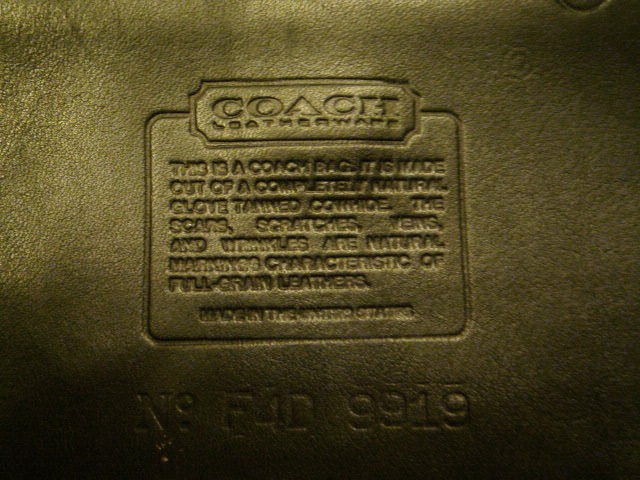 COACH
LEATHERWARE
THIS IS A COACH BAG. IT IS MADE
OUT OF A COMPLETELY NATURAL
GLOVE TANNED COWHIDE. THE
SCARS, SCRATCHES, VEINS,
AND WRINKLES ARE NATURAL
MARKINGS CHARACTERISTIC OF
FULL-GRAIN LEATHERS.
MADE IN THE UNITED STATES
Nº F4D 9919